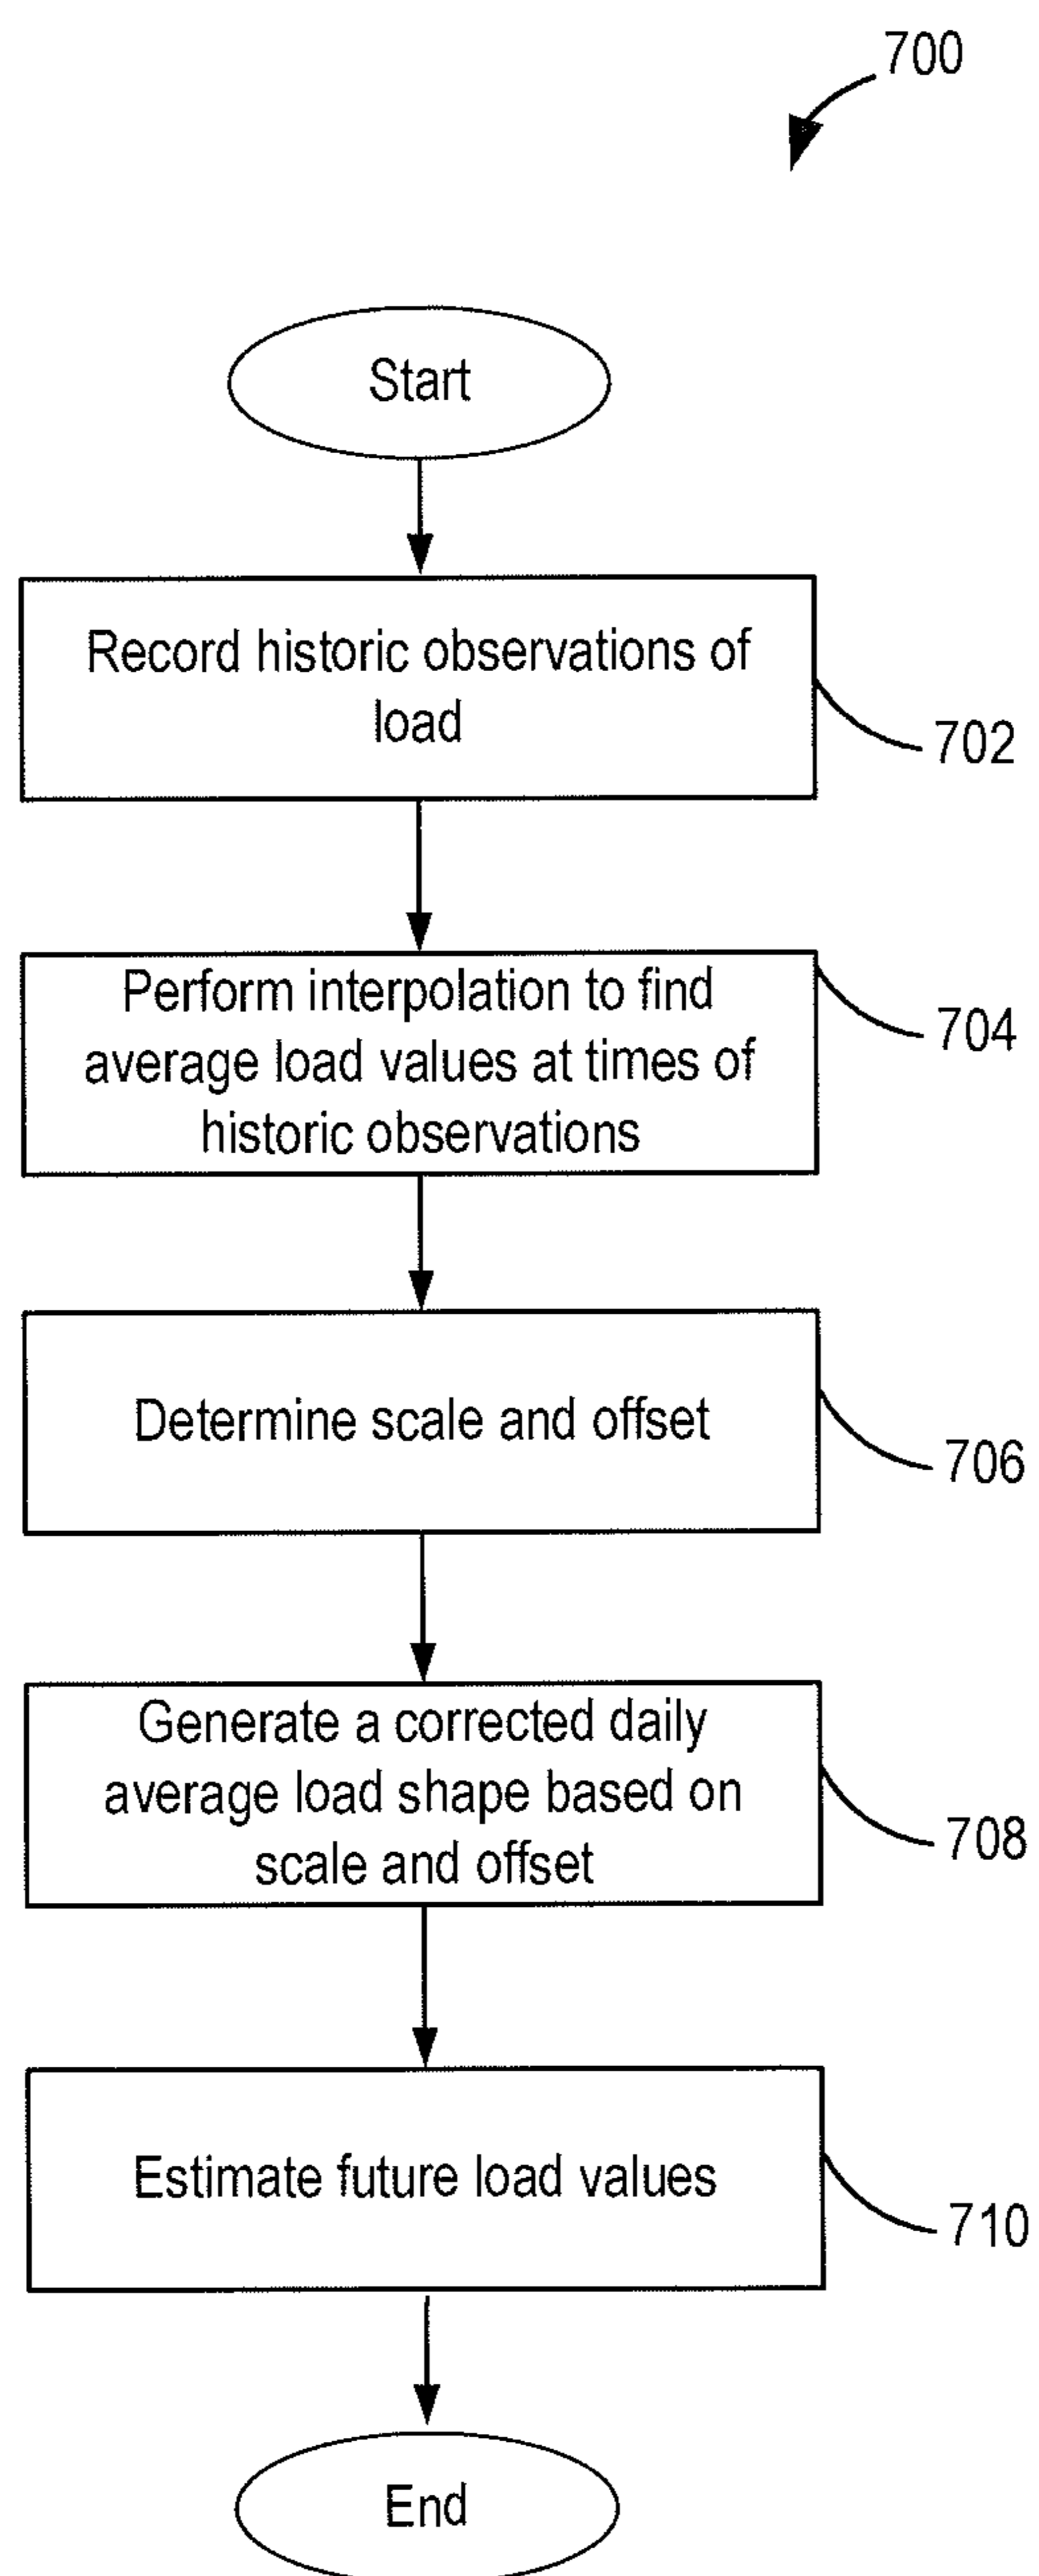 700
Start
Record historic observations of
load
702
Perform interpolation to find
average load values at times of
historic observations
704
Determine scale and offset
706
Generate a corrected daily
average load shape based on
scale and offset
708
Estimate future load values
710
End